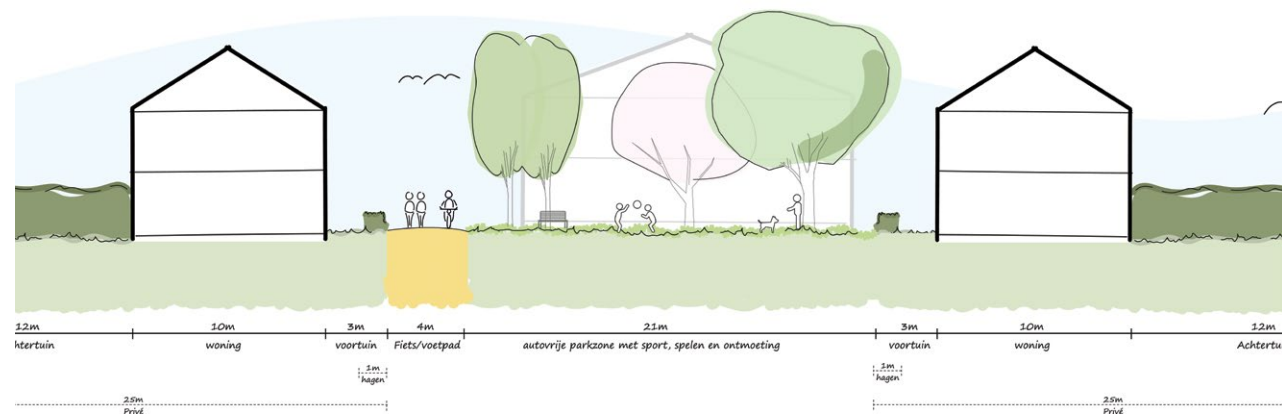 12m 10m 3m 4m 21m 3m 10m 12m
htertuin woning voortuin Fiets/voetpad autovrije parkzone met sport, spelen en ontmoeting voortuin woning Achtertu
1m 1m
hagen hagen
25m 25m
Privé Privé